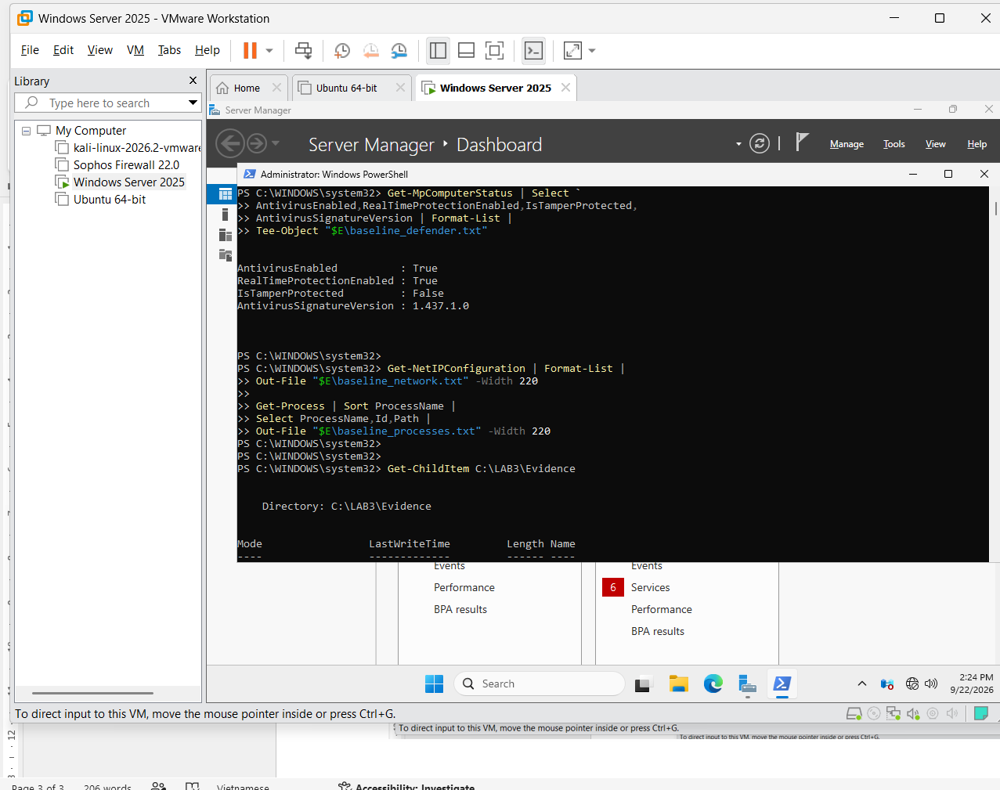 Windows Server 2025 - VMware Workstation
File Edit View VM Tabs Help
Library
Type here to search
My Computer
kali-linux-2026.2-vmware
Sophos Firewall 22.0
Windows Server 2025
Ubuntu 64-bit
Home
Ubuntu 64-bit
Windows Server 2025
Server Manager
Server Manager Dashboard
Manage Tools View Help
Administrator: Windows PowerShell
PS C:\WINDOWS\system32> Get-MpComputerStatus | Select `
>> AntivirusEnabled,RealTimeProtectionEnabled,IsTamperProtected,
>> AntivirusSignatureVersion | Format-List |
>> Tee-Object "$E\baseline_defender.txt"
AntivirusEnabled : True
RealTimeProtectionEnabled : True
IsTamperProtected : False
AntivirusSignatureVersion : 1.437.1.0
PS C:\WINDOWS\system32>
PS C:\WINDOWS\system32> Get-NetIPConfiguration | Format-List |
>> Out-File "$E\baseline_network.txt" -Width 220
>>
>> Get-Process | Sort ProcessName |
>> Select ProcessName,Id,Path |
>> Out-File "$E\baseline_processes.txt" -Width 220
PS C:\WINDOWS\system32>
PS C:\WINDOWS\system32>
PS C:\WINDOWS\system32> Get-ChildItem C:\LAB3\Evidence
Directory: C:\LAB3\Evidence
Mode LastWriteTime Length Name
---- ------------- ------ ----
Events
Performance
BPA results
Events
6 Services
Performance
BPA results
Search
2:24 PM
9/22/2026
To direct input to this VM, move the mouse pointer inside or press Ctrl+G.
To direct input to this VM, move the mouse pointer inside or press Ctrl+G.
To direct input to this VM, move the mouse pointer inside or press Ctrl+G.
12
Page 3 of 3 206 words Vietnamese Accessibility: Investigate